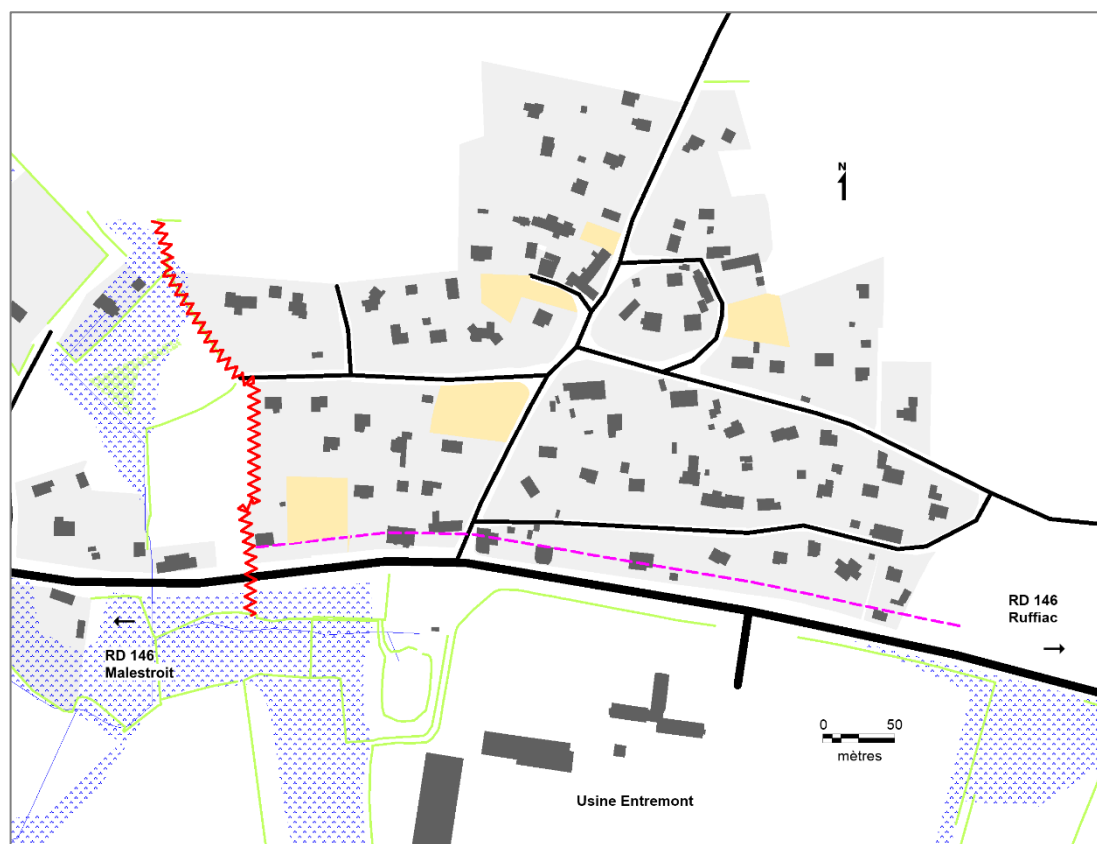 N
RD 146
Ruffiac
RD 146
Malestroit
0 50
mètres
Usine Entremont